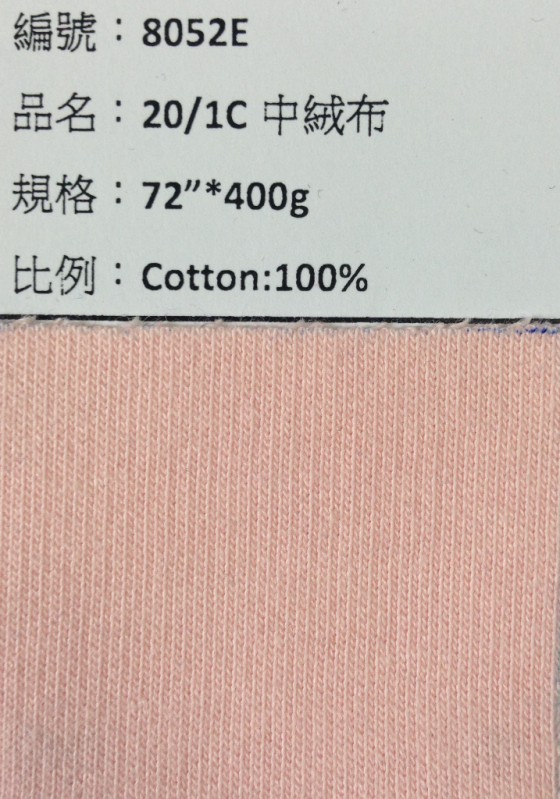 編號：8052E
品名：20/1C 中絨布
規格：72”*400g
比例：Cotton:100%